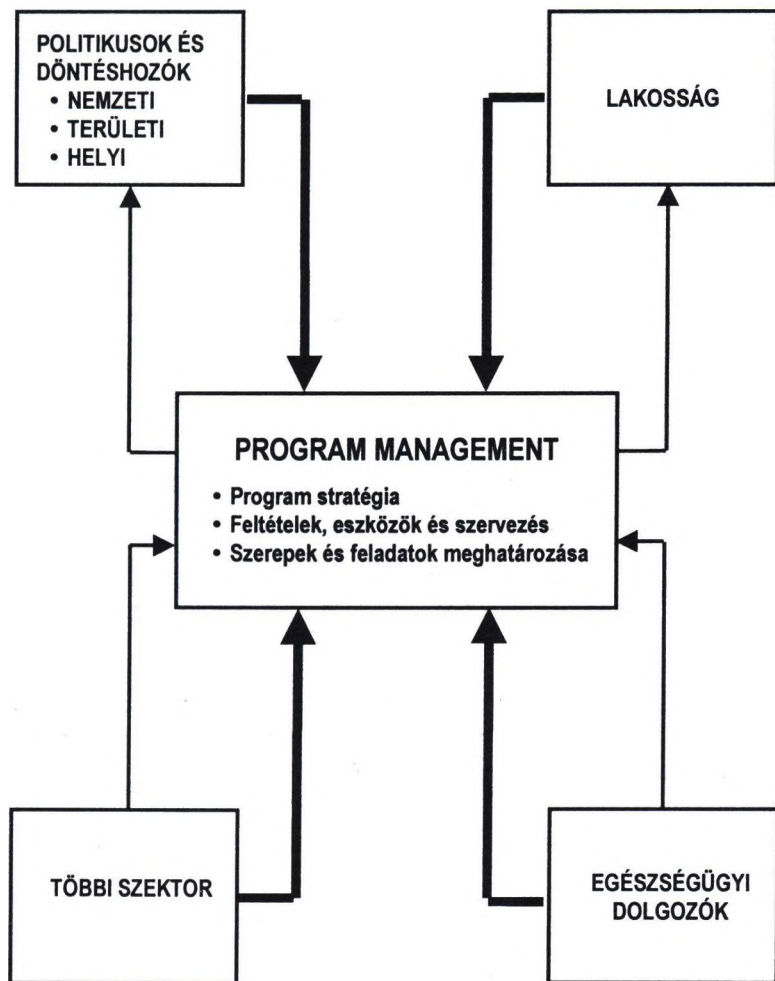 POLITIKUSOK ÉS
DÖNTÉSHOZÓK
• NEMZETI
• TERÜLETI
• HELYI
LAKOSSÁG
PROGRAM MANAGEMENT
• Program stratégia
• Feltételek, eszközök és szervezés
• Szerepek és feladatok meghatározása
TÖBBI SZEKTOR
EGÉSZSÉGÜGYI
DOLGOZÓK